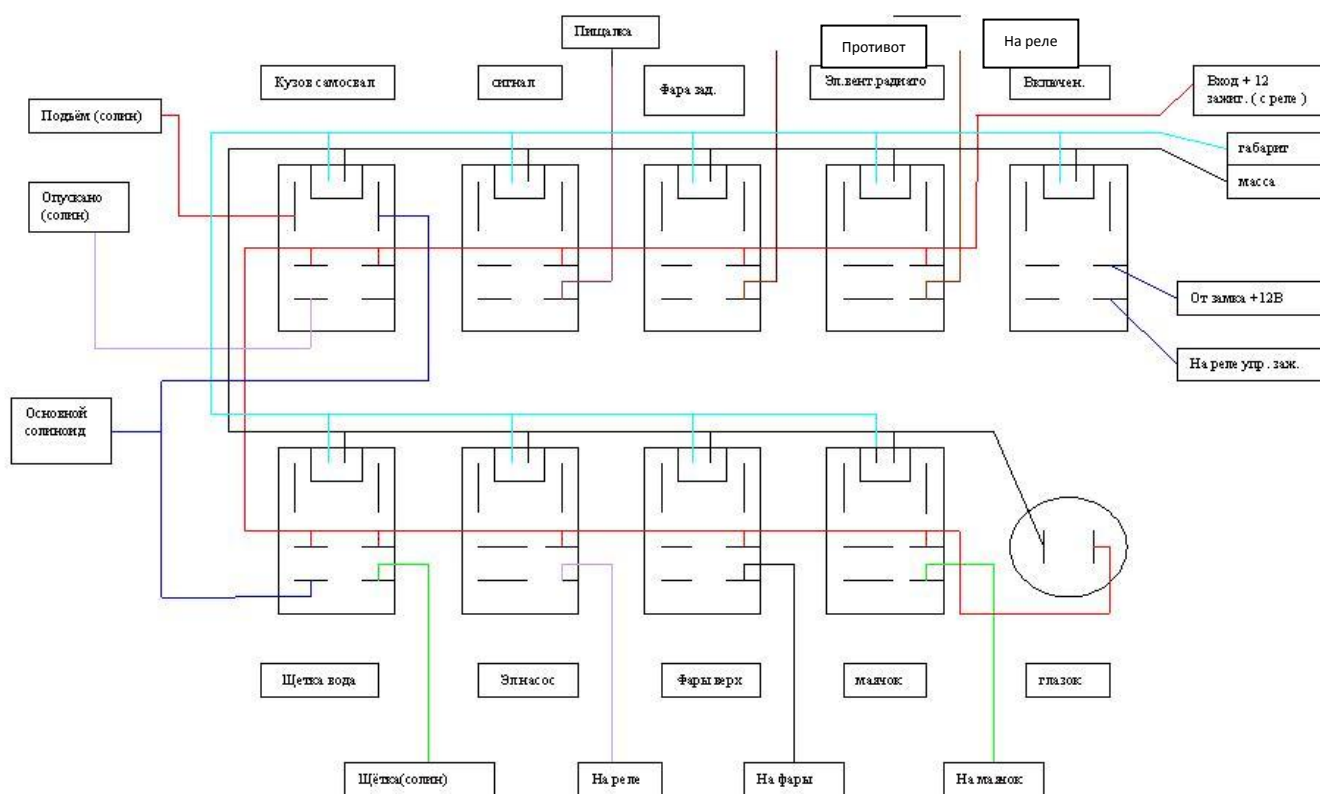 Пищалка
Противот
На реле
Кузов самосвал
сигнал
Фара зад.
Эл.вент.радиато
Включен.
Вход + 12
зажиг. ( с реле )
Подъём (солин)
габарит
масса
Опускано
(солин)
От замка +12В
На реле упр. заж.
Основной
солиноид
Щетка вода
Эл.насос
Фары верх
маячок
глазок
Щётка(солин)
На реле
На фары
На маячок